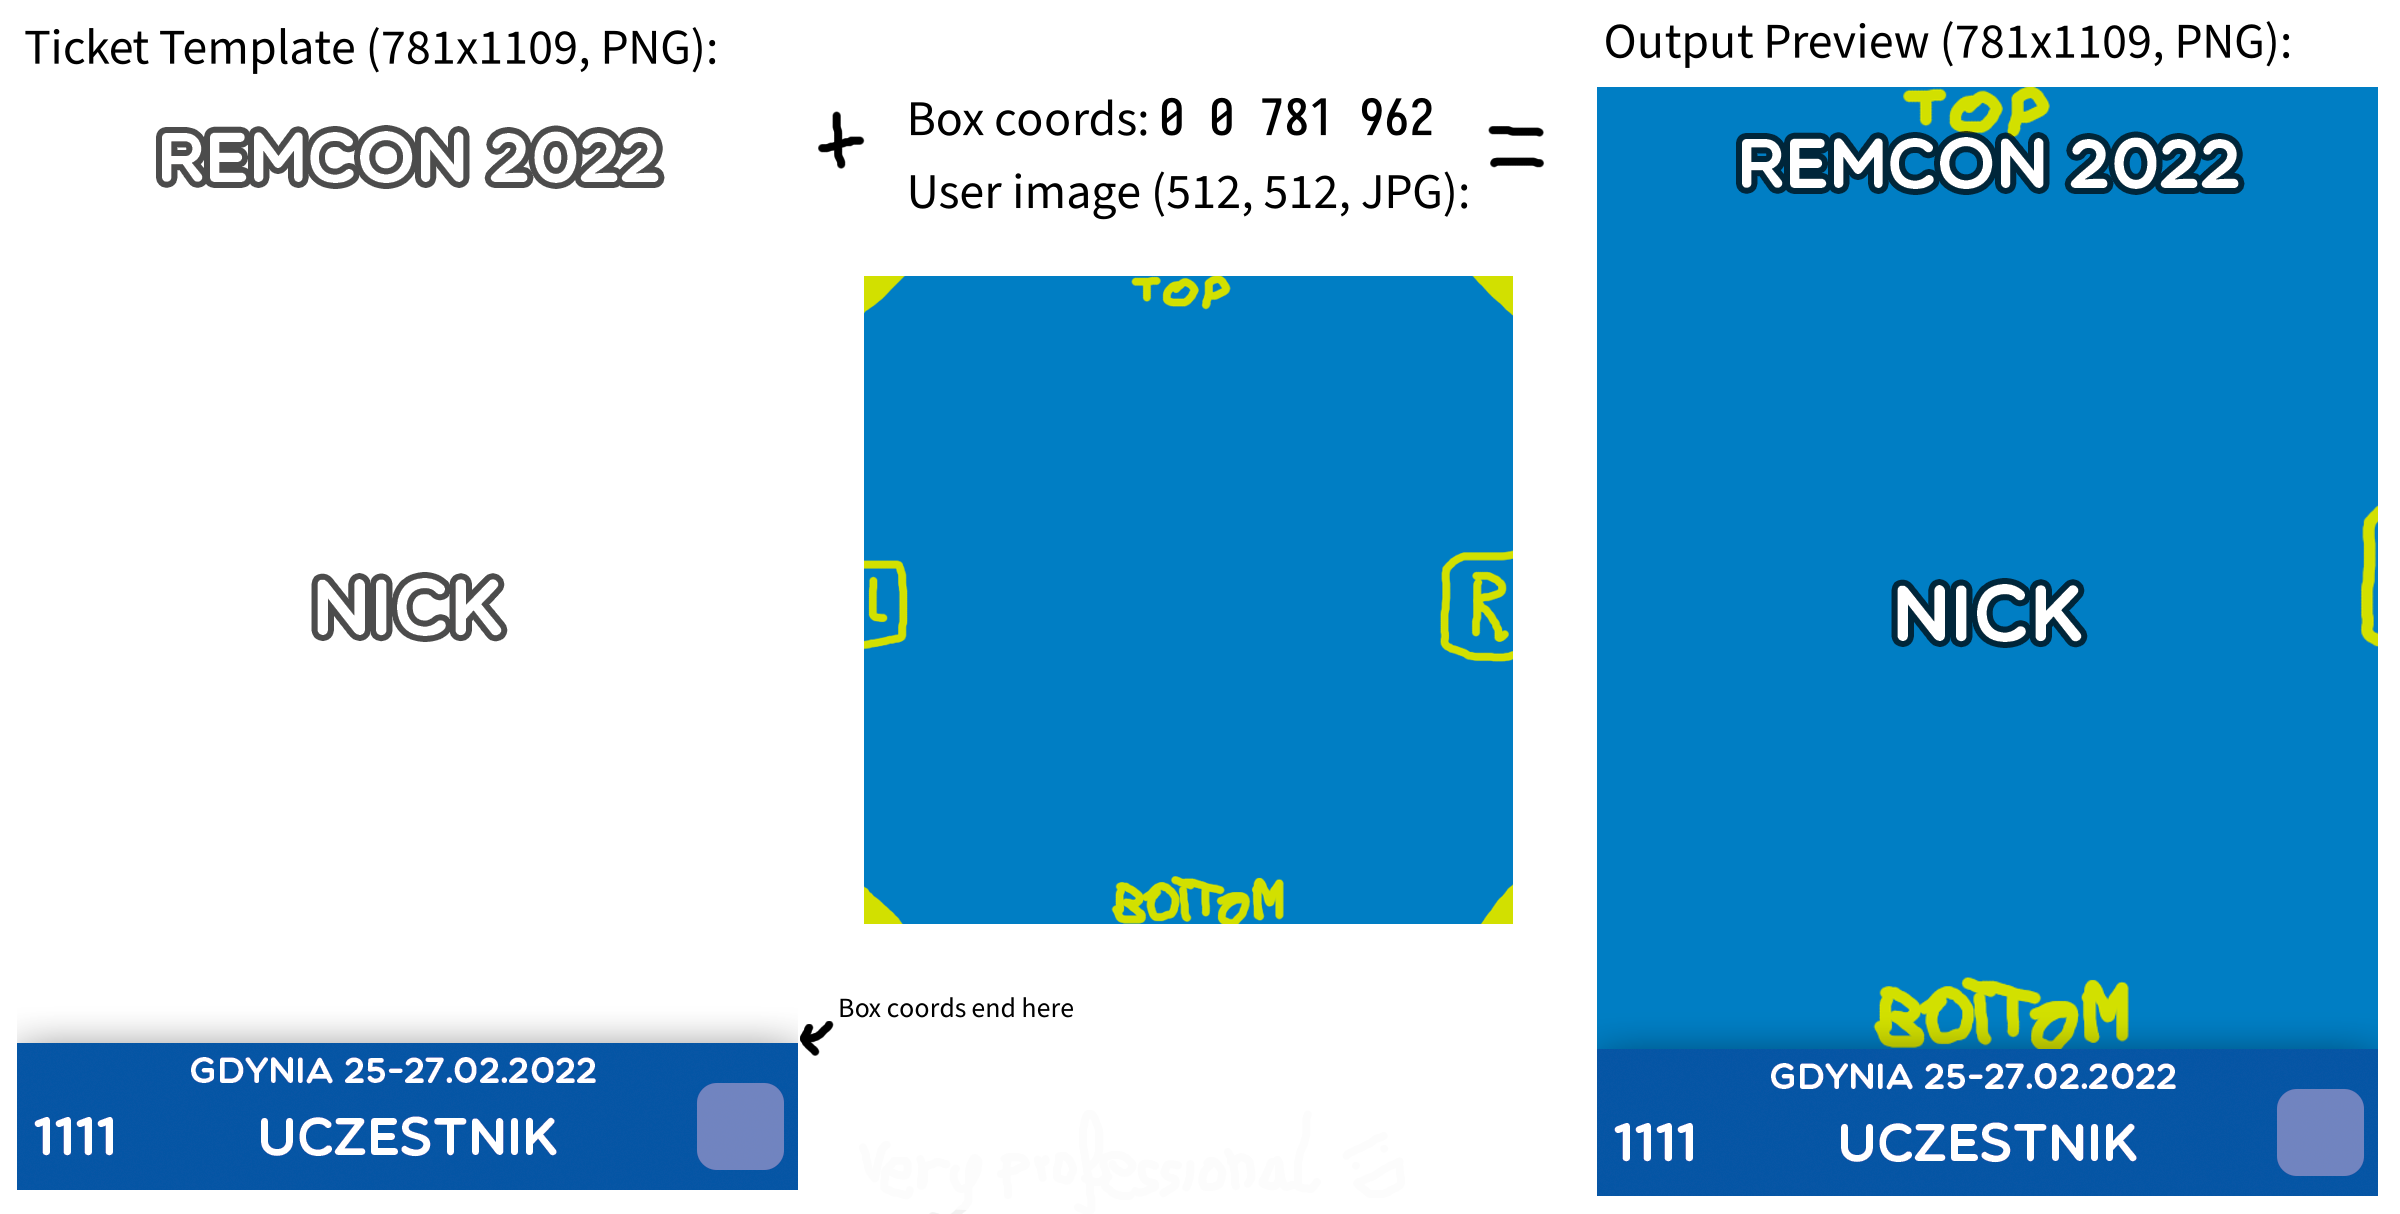 Ticket Template (781x1109, PNG):
REMCON 2022
NICK
GDYNIA 25-27.02.2022
1111
UCZESTNIK
+
Box coords: 0 0 781 962
User image (512, 512, JPG):
TOP
L
R
BOTTOM
Box coords end here
very professional
=
Output Preview (781x1109, PNG):
TOP
REMCON 2022
NICK
BOTTOM
GDYNIA 25-27.02.2022
1111
UCZESTNIK